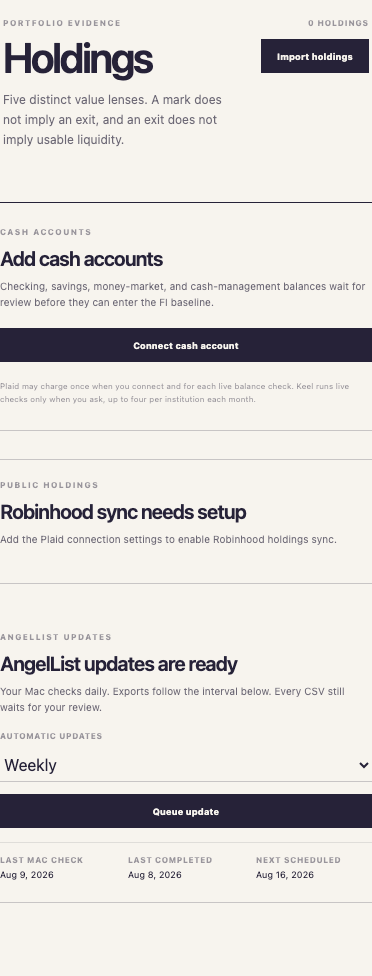 PORTFOLIO EVIDENCE
0 HOLDINGS
Holdings
Import holdings
Five distinct value lenses. A mark does
not imply an exit, and an exit does not
imply usable liquidity.
CASH ACCOUNTS
Add cash accounts
Checking, savings, money-market, and cash-management balances wait for
review before they can enter the FI baseline.
Connect cash account
Plaid may charge once when you connect and for each live balance check. Keel runs live
checks only when you ask, up to four per institution each month.
PUBLIC HOLDINGS
Robinhood sync needs setup
Add the Plaid connection settings to enable Robinhood holdings sync.
ANGELLIST UPDATES
AngelList updates are ready
Your Mac checks daily. Exports follow the interval below. Every CSV still
waits for your review.
AUTOMATIC UPDATES
Weekly
Queue update
LAST MAC CHECK
Aug 9, 2026
LAST COMPLETED
Aug 8, 2026
NEXT SCHEDULED
Aug 16, 2026